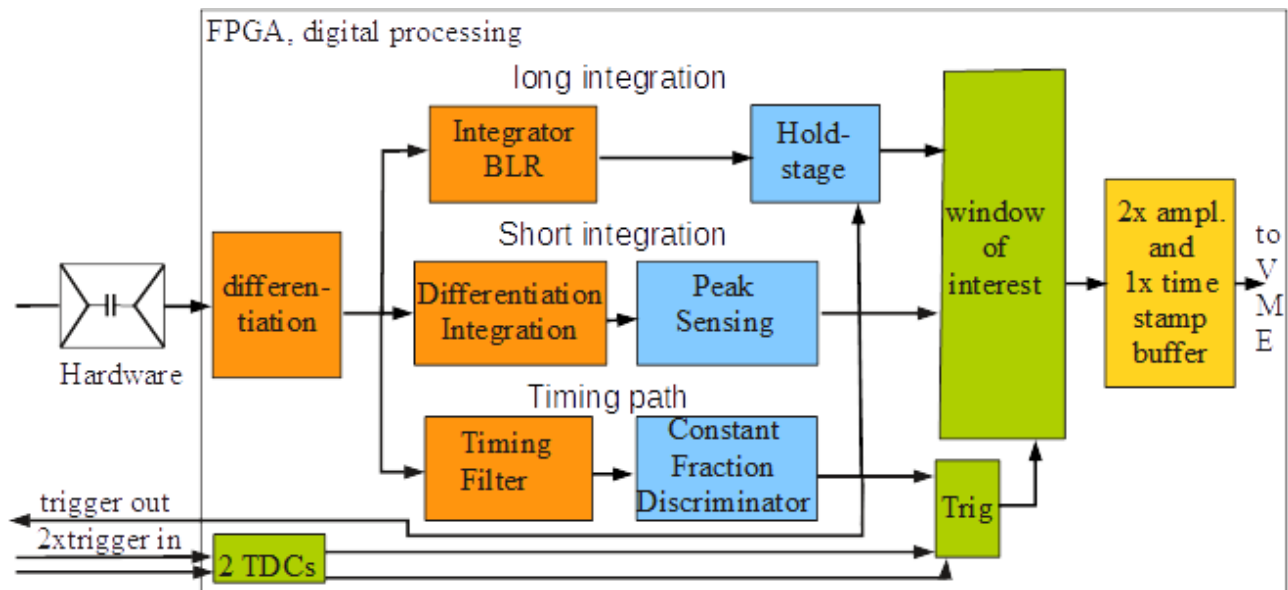 FPGA, digital processing
long integration
Integrator
BLR
Hold-
stage
Short integration
differen-
tiation
Differentiation
Integration
Peak
Sensing
window
of
interest
2x ampl.
and
1x time
stamp
buffer
to
V
M
E
Hardware
Timing path
Timing
Filter
Constant
Fraction
Discriminator
Trig
trigger out
2xtrigger in
2 TDCs